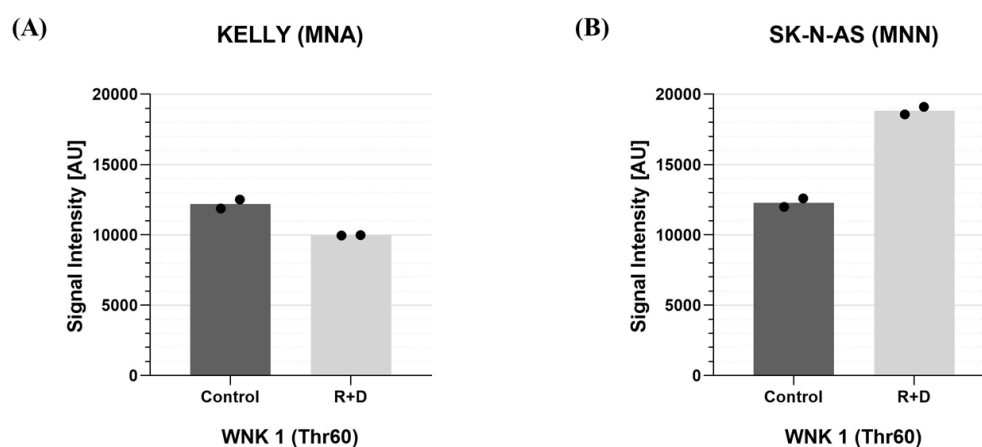 (A)
KELLY (MNA)
Signal Intensity [AU]
20000
15000
10000
5000
0
Control R+D
WNK 1 (Thr60)
(B)
SK-N-AS (MNN)
Signal Intensity [AU]
20000
15000
10000
5000
0
Control R+D
WNK 1 (Thr60)